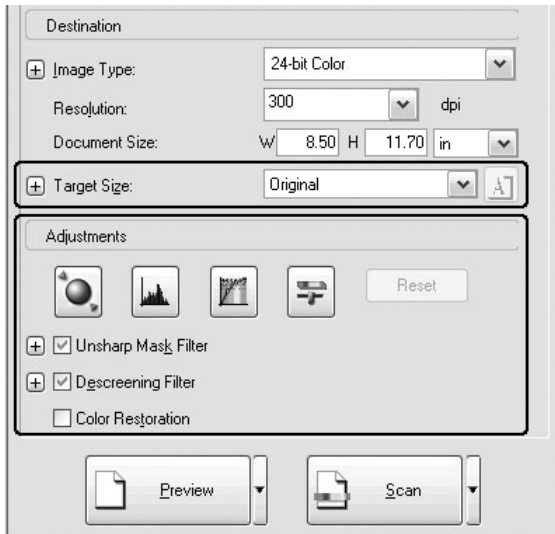 Destination
Image Type: 24-bit Color
Resolution: 300 dpi
Document Size: W 8.50 H 11.70 in
Target Size: Original A
Adjustments
Reset
Unsharp Mask Filter
Descreening Filter
Color Restoration
Preview Scan